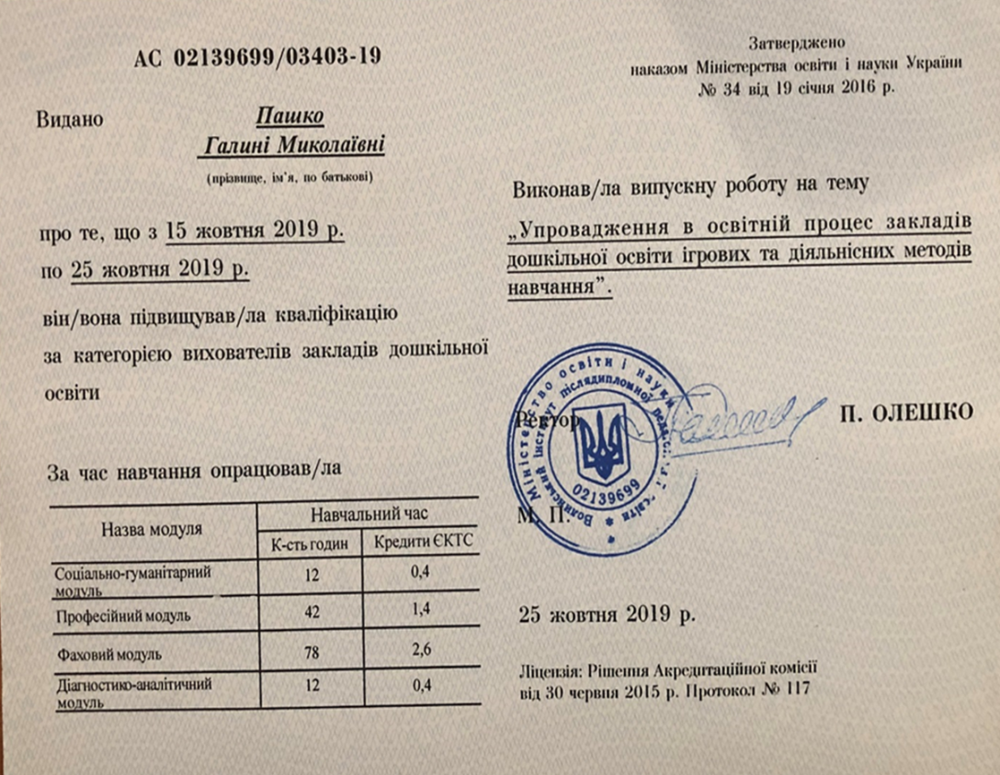 АС 02139699/03403-19
Видано
Пашко
Галині Миколаївні
(прізвище, ім'я, по батькові)
про те, що з 15 жовтня 2019 р.
по 25 жовтня 2019 р.
він/вона підвищував/ла кваліфікацію
за категорією вихователів закладів дошкільної
освіти
За час навчання опрацював/ла
Назва модуля
Навчальний час
К-сть годин
Кредити ЄКТС
Соціально-гуманітарний
модуль
12
0,4
Професійний модуль
42
1,4
Фаховий модуль
78
2,6
Діагностико-аналітичний
модуль
12
0,4
Затверджено
наказом Міністерства освіти і науки України
№ 34 від 19 січня 2016 р.
Виконав/ла випускну роботу на тему
„Упровадження в освітній процес закладів
дошкільної освіти ігрових та діяльнісних методів
навчання”.
Ректор
П. ОЛЕШКО
М. П.
Міністерство освіти і науки
Волинський інститут післядипломної
освіти
02139699
25 жовтня 2019 р.
Ліцензія: Рішення Акредитаційної комісії
від 30 червня 2015 р. Протокол № 117